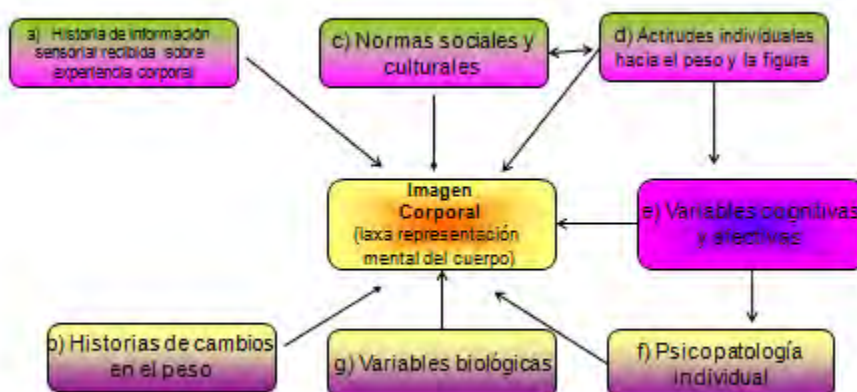 a) Historia de información
sensorial recibida sobre
experiencia corporal
c) Normas sociales y
culturales
d) Actitudes individuales
hacia el peso y la figura
Imagen
Corporal
(laxa representación
mental del cuerpo)
e) Variables cognitivas
y afectivas
b) Historias de cambios
en el peso
g) Variables biológicas
f) Psicopatología
individual